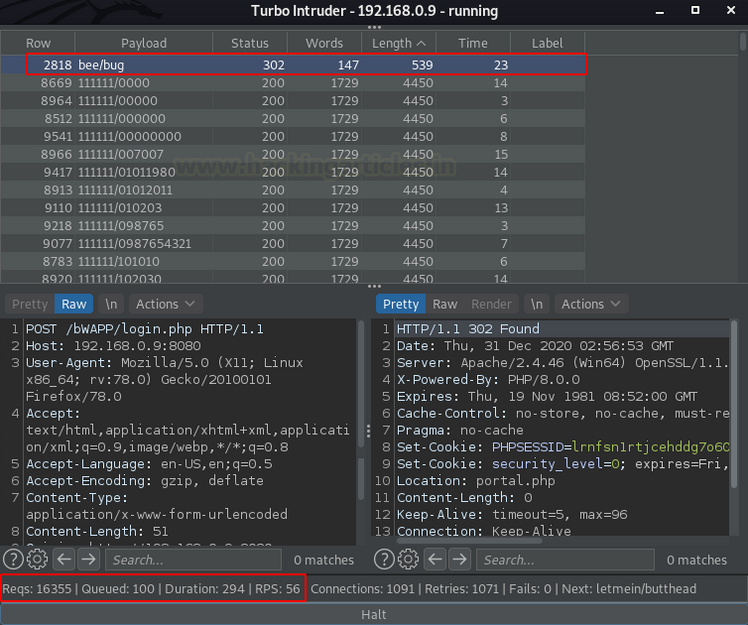 Turbo Intruder - 192.168.0.9 - running
Row Payload Status Words Length Time Label
2818 bee/bug 302 147 539 23
8669 111111/0000 200 1729 4450 14
8964 111111/00000 200 1729 4450 3
8512 111111/000000 200 1729 4450 6
9541 111111/00000000 200 1729 4450 8
8966 111111/007007 200 1729 4450 15
9417 111111/01011980 200 1729 4450 14
8913 111111/01012011 200 1729 4450 4
9110 111111/010203 200 1729 4450 13
9218 111111/098765 200 1729 4450 3
9077 111111/0987654321 200 1729 4450 7
8783 111111/101010 200 1729 4450 6
8920 111111/102030 200 1729 4450 14
Pretty Raw \n Actions
1 POST /bWAPP/login.php HTTP/1.1
2 Host: 192.168.0.9:8080
3 User-Agent: Mozilla/5.0 (X11; Linux
x86_64; rv:78.0) Gecko/20100101
Firefox/78.0
4 Accept:
text/html,application/xhtml+xml,applicati
on/xml;q=0.9,image/webp,*/*;q=0.8
5 Accept-Language: en-US,en;q=0.5
6 Accept-Encoding: gzip, deflate
7 Content-Type:
application/x-www-form-urlencoded
8 Content-Length: 51
Search... 0 matches
Pretty Raw Render \n Actions
1 HTTP/1.1 302 Found
2 Date: Thu, 31 Dec 2020 02:56:53 GMT
3 Server: Apache/2.4.46 (Win64) OpenSSL/1.1.
4 X-Powered-By: PHP/8.0.0
5 Expires: Thu, 19 Nov 1981 08:52:00 GMT
6 Cache-Control: no-store, no-cache, must-re
7 Pragma: no-cache
8 Set-Cookie: PHPSESSID=lrnfsn1rtjcehddg7o60
9 Set-Cookie: security_level=0; expires=Fri,
10 Location: portal.php
11 Content-Length: 0
12 Keep-Alive: timeout=5, max=96
13 Connection: Keep-Alive
Search... 0 matches
Reqs: 16355 | Queued: 100 | Duration: 294 | RPS: 56 | Connections: 1091 | Retries: 1071 | Fails: 0 | Next: letmein/butthead
Halt